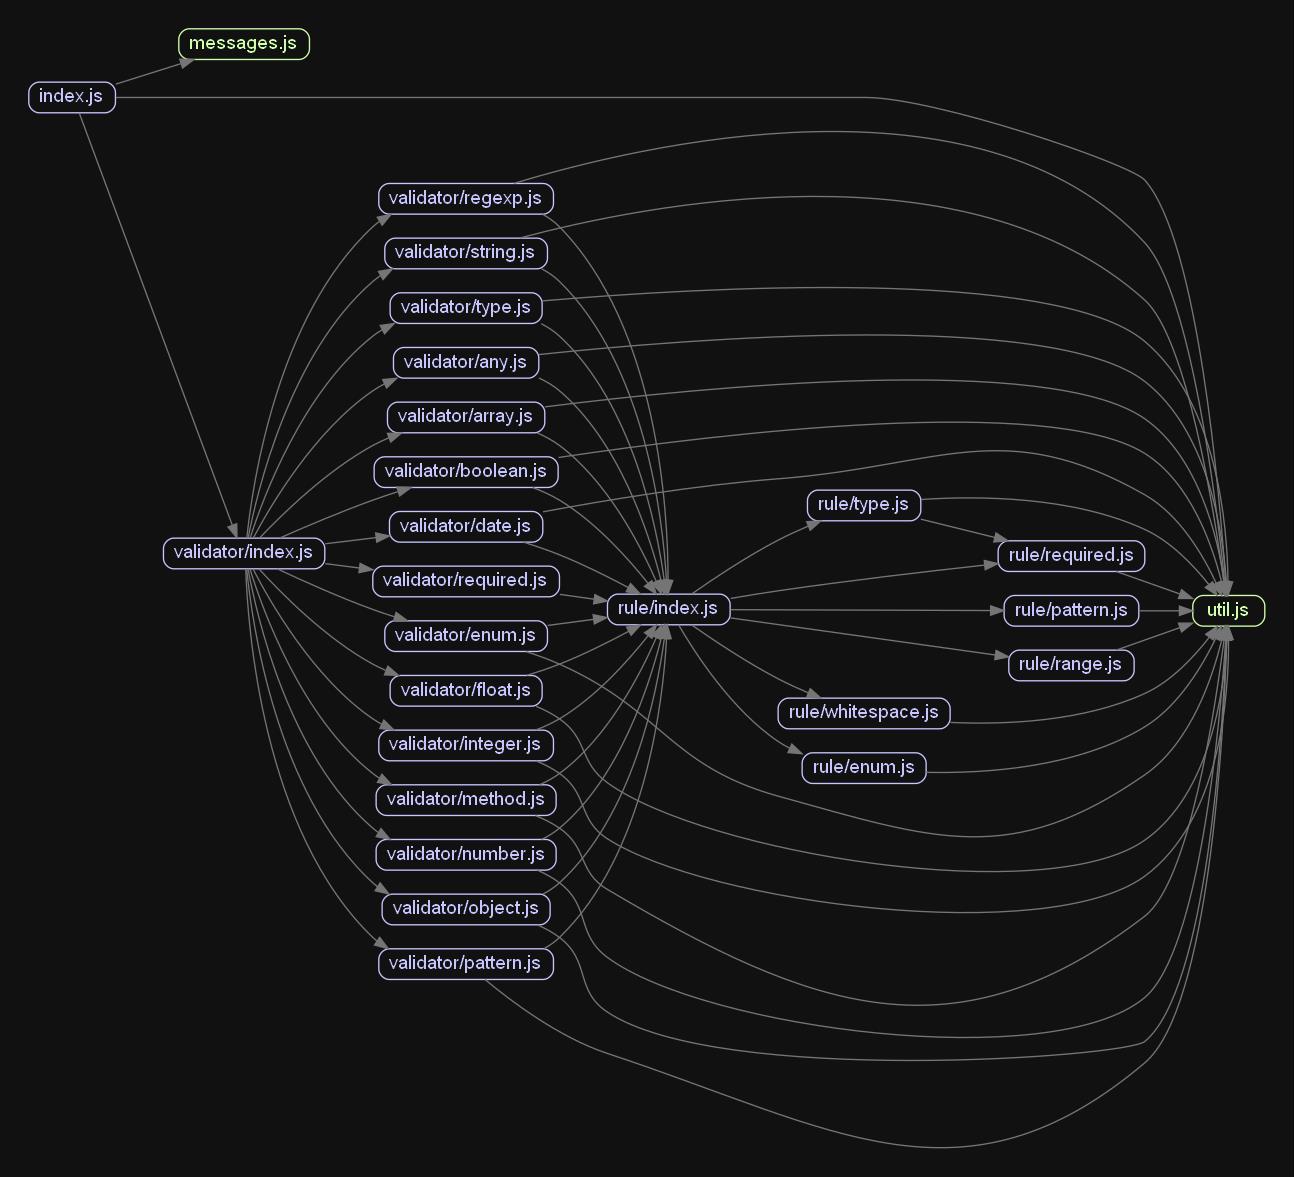 messages.js
index.js
validator/regexp.js
validator/string.js
validator/type.js
validator/any.js
validator/array.js
validator/boolean.js
validator/date.js
validator/index.js
validator/required.js
validator/enum.js
validator/float.js
validator/integer.js
validator/method.js
validator/number.js
validator/object.js
validator/pattern.js
rule/index.js
rule/type.js
rule/required.js
rule/pattern.js
rule/range.js
rule/whitespace.js
rule/enum.js
util.js